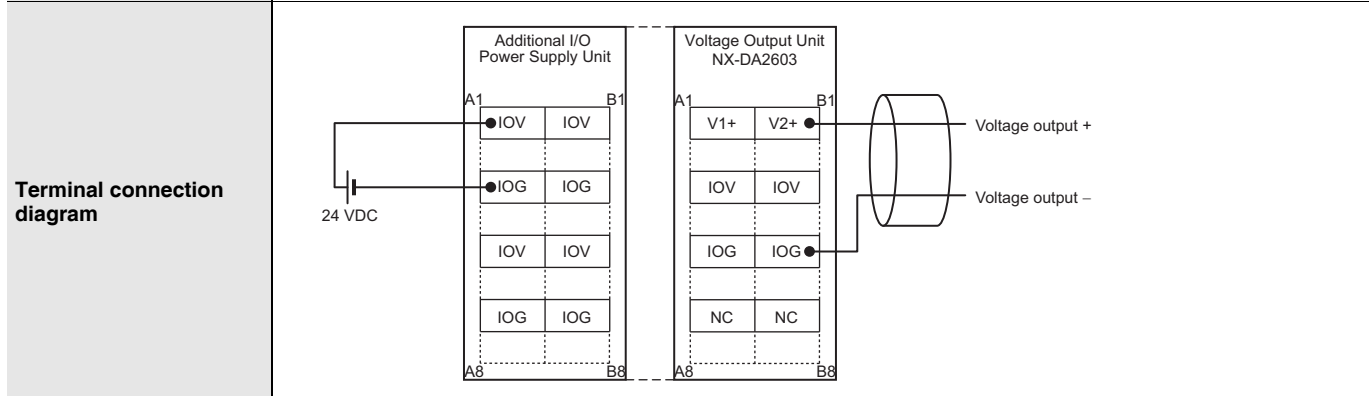 Terminal connection
diagram
Additional I/O
Power Supply Unit
A1 B1
IOV IOV
IOG IOG
IOV IOV
IOG IOG
A8 B8
24 VDC
Voltage Output Unit
NX-DA2603
A1 B1
V1+ V2+
IOV IOV
IOG IOG
NC NC
A8 B8
Voltage output +
Voltage output −